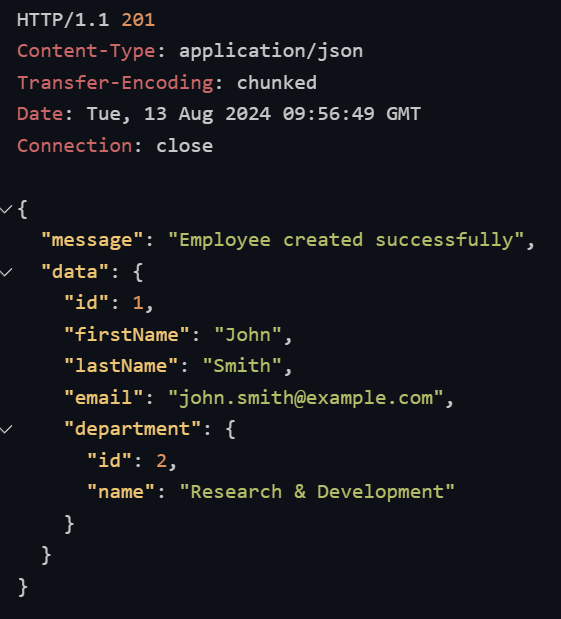 HTTP/1.1 201
Content-Type: application/json
Transfer-Encoding: chunked
Date: Tue, 13 Aug 2024 09:56:49 GMT
Connection: close

{
  "message": "Employee created successfully",
  "data": {
    "id": 1,
    "firstName": "John",
    "lastName": "Smith",
    "email": "john.smith@example.com",
    "department": {
      "id": 2,
      "name": "Research & Development"
    }
  }
}